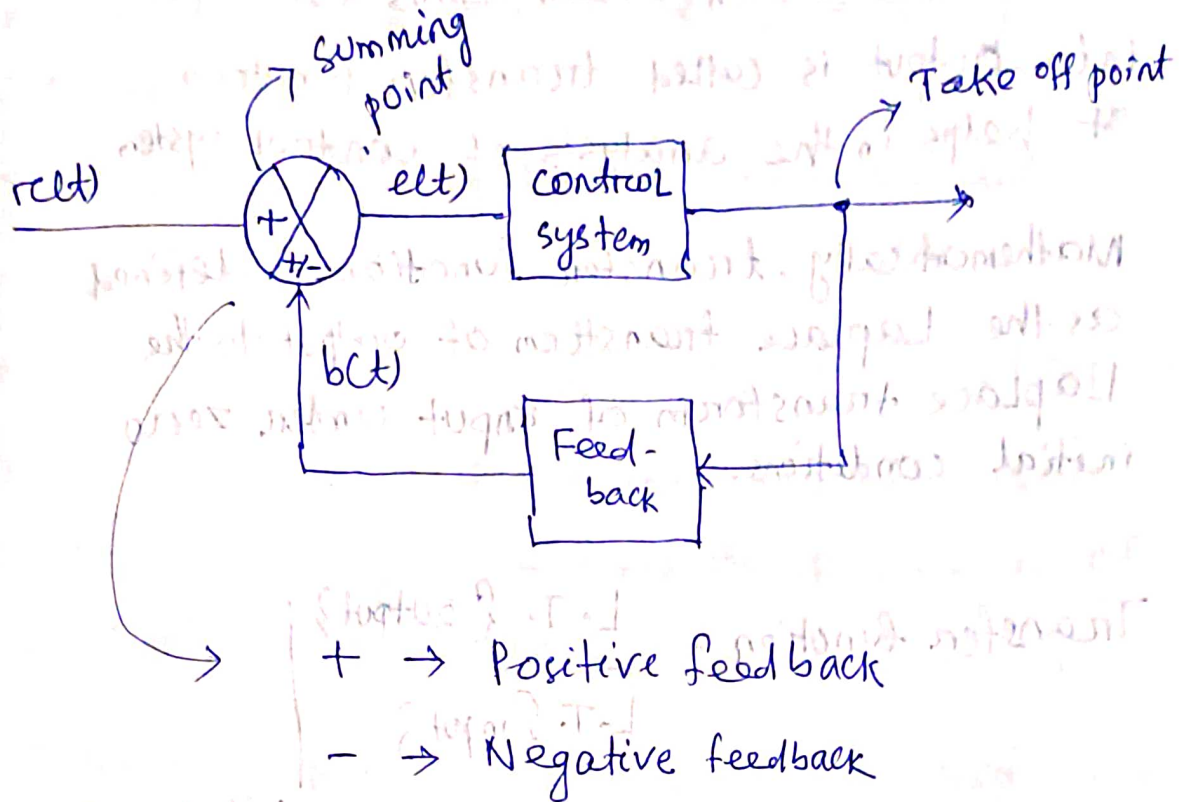 Summing
point
Take off point
r(t)
e(t)
control
system
+
+/-
b(t)
Feed-
back
+ → Positive feedback
- → Negative feedback